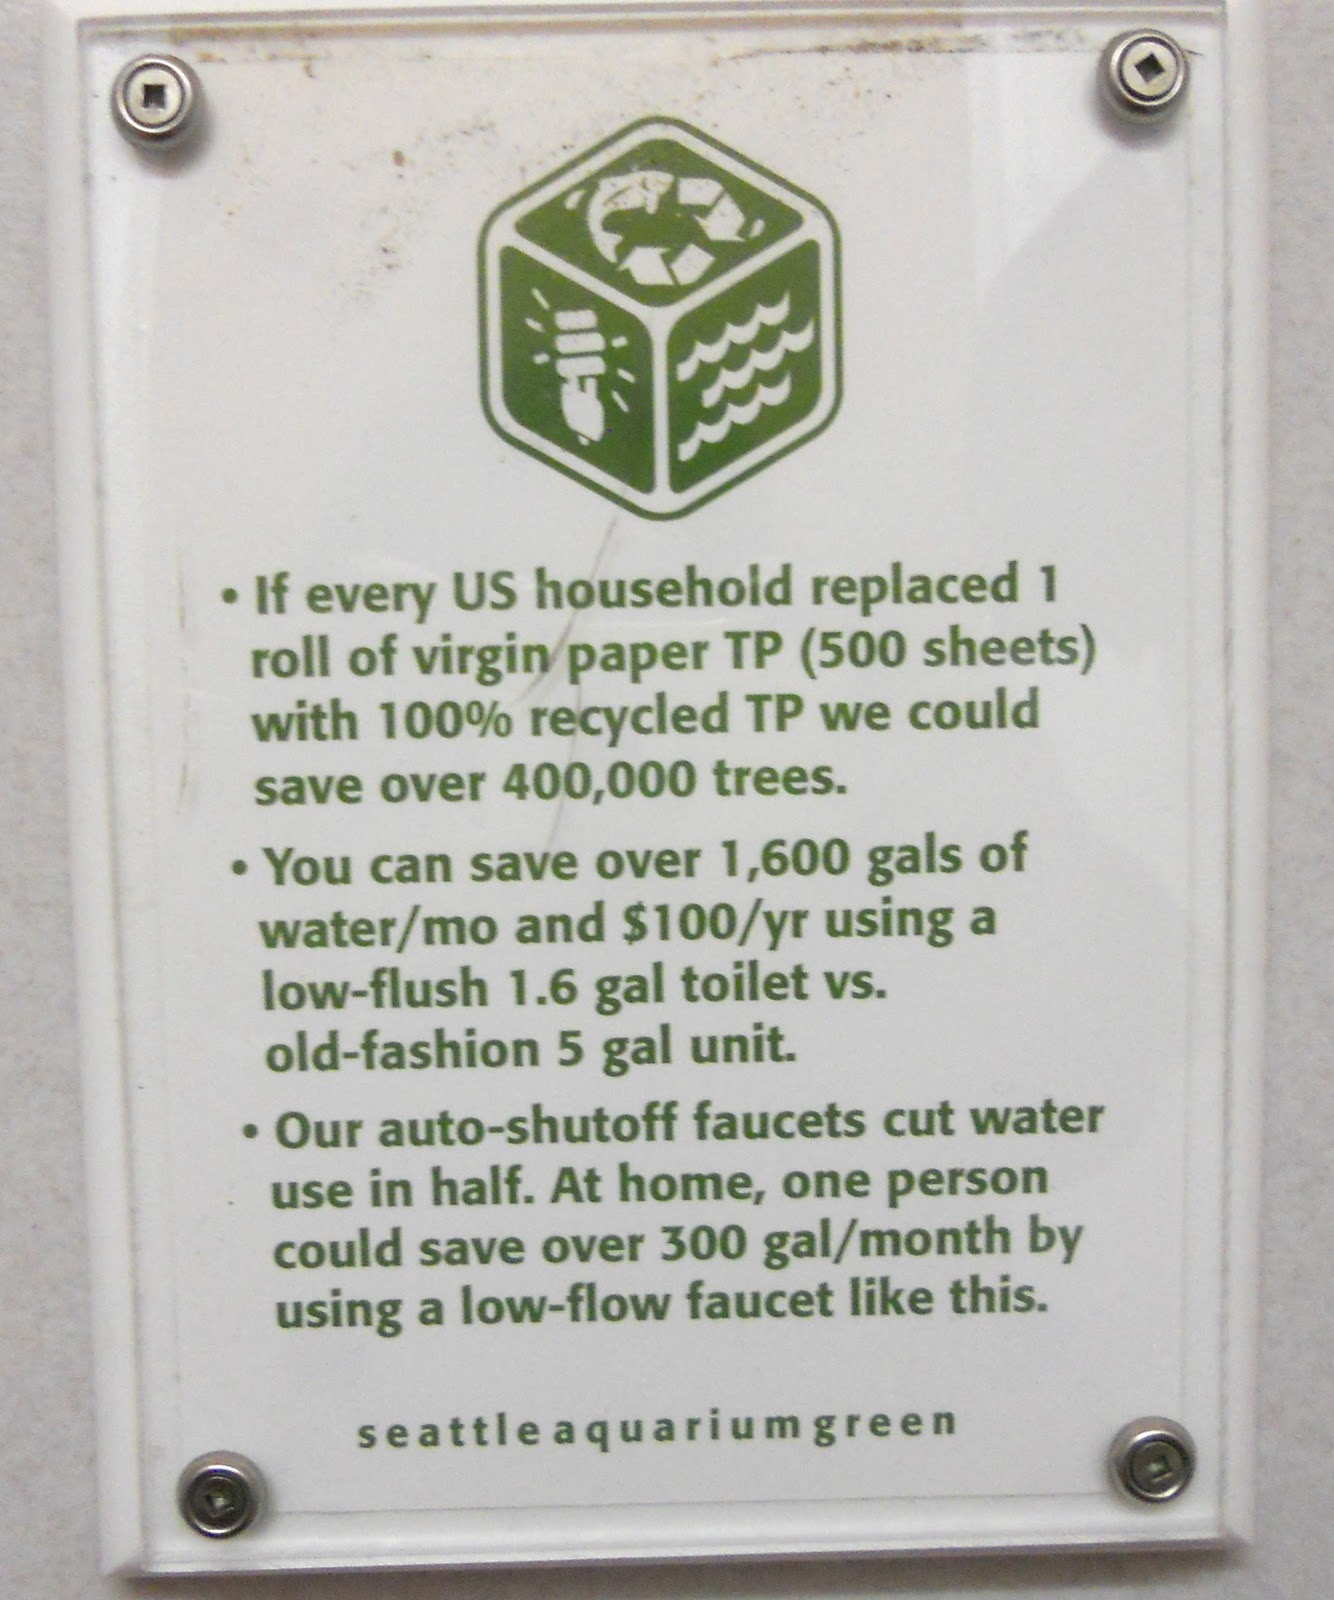 • If every US household replaced 1
roll of virgin paper TP (500 sheets)
with 100% recycled TP we could
save over 400,000 trees.
• You can save over 1,600 gals of
water/mo and $100/yr using a
low-flush 1.6 gal toilet vs.
old-fashion 5 gal unit.
• Our auto-shutoff faucets cut water
use in half. At home, one person
could save over 300 gal/month by
using a low-flow faucet like this.
seattleaquariumgreen